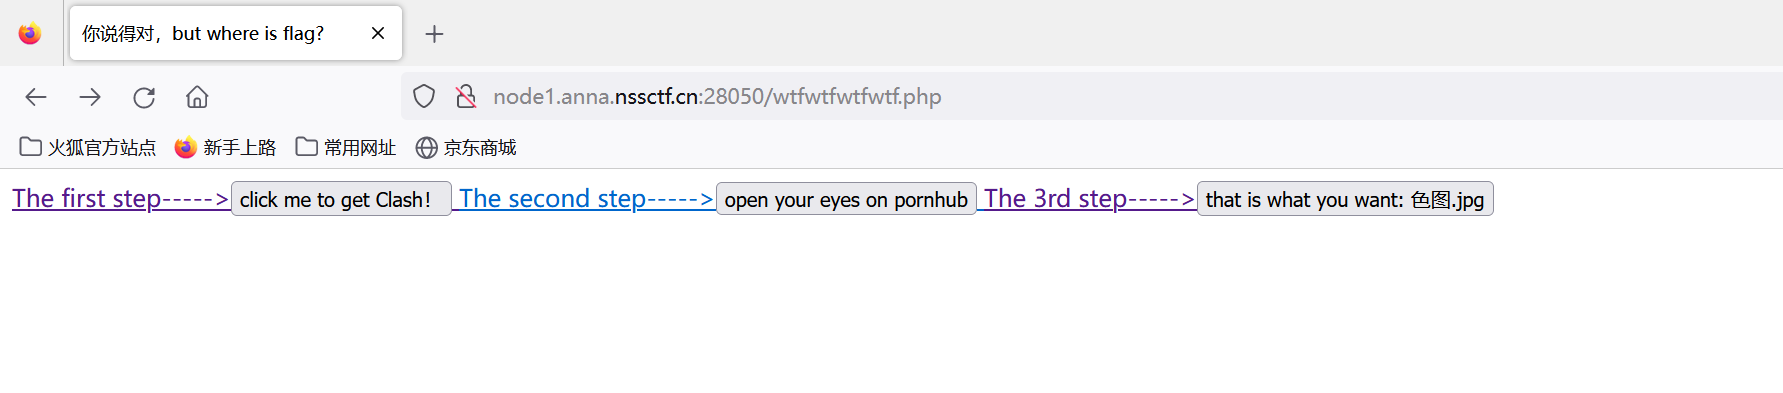 你说得对，but where is flag?
node1.anna.nssctf.cn:28050/wtfwtfwtfwtf.php
火狐官方站点 新手上路 常用网址 京东商城
The first step----->click me to get Clash! The second step----->open your eyes on pornhub The 3rd step----->that is what you want: 色图.jpg